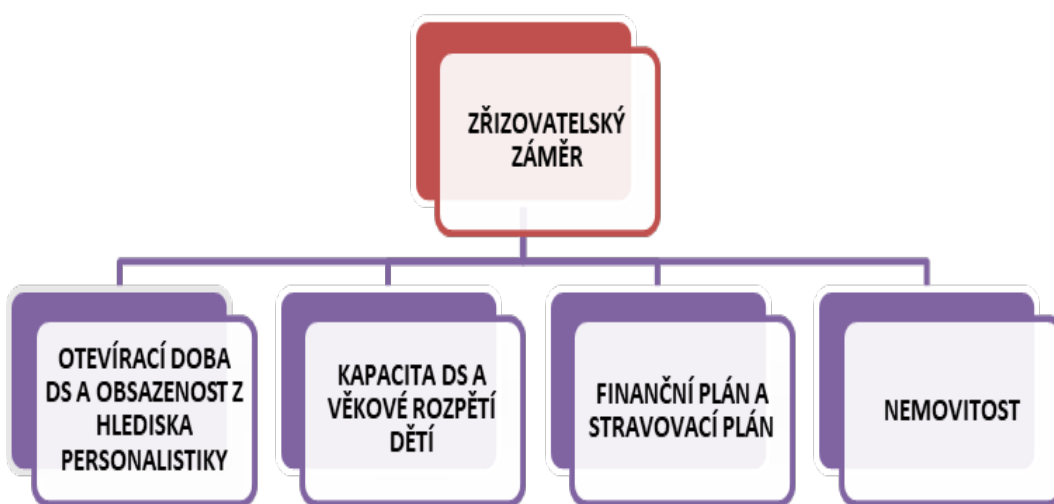 ZŘIZOVATELSKÝ
ZÁMĚR
OTEVÍRACÍ DOBA
DS A OBSAZENOST Z
HLEDISKA
PERSONALISTIKY
KAPACITA DS A
VĚKOVÉ ROZPĚTÍ
DĚTÍ
FINANČNÍ PLÁN A
STRAVOVACÍ PLÁN
NEMOVITOST